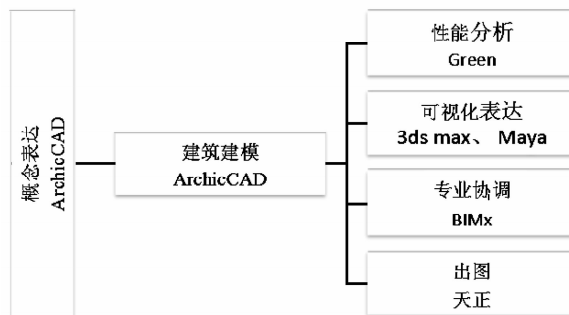 概念表达
ArchicCAD
建筑建模
ArchicCAD
性能分析
Green
可视化表达
3ds max、 Maya
专业协调
BIMx
出图
天正